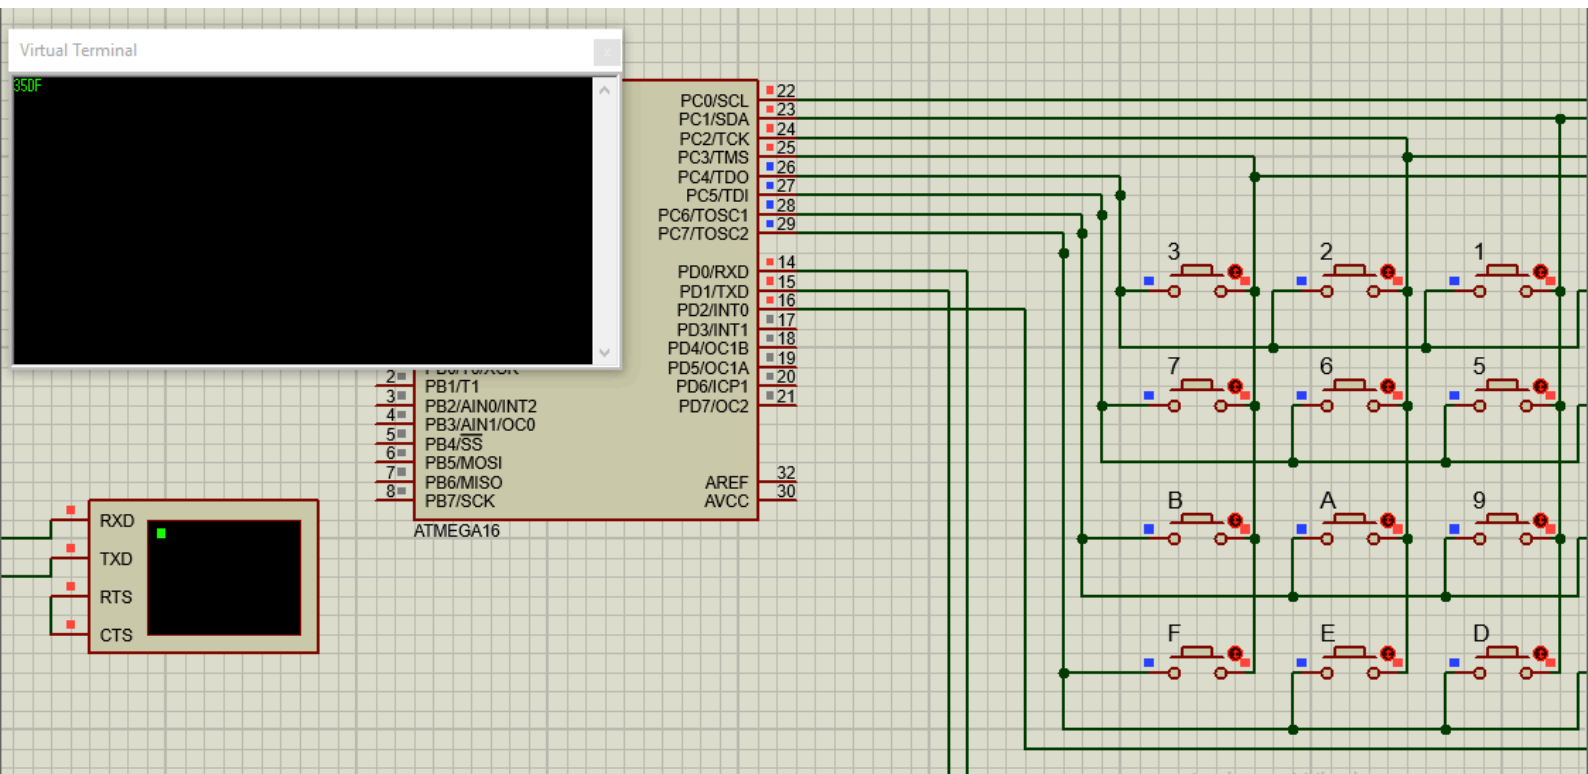 Virtual Terminal
x
35DF
PC0/SCL 22
PC1/SDA 23
PC2/TCK 24
PC3/TMS 25
PC4/TDO 26
PC5/TDI 27
PC6/TOSC1 28
PC7/TOSC2 29
PD0/RXD 14
PD1/TXD 15
PD2/INT0 16
PD3/INT1 17
PD4/OC1B 18
PD5/OC1A 19
PD6/ICP1 20
PD7/OC2 21
AREF 32
AVCC 30
2 PB1/T1
3 PB2/AIN0/INT2
4 PB3/AIN1/OC0
5 PB4/SS
6 PB5/MOSI
7 PB6/MISO
8 PB7/SCK
ATMEGA16
RXD
TXD
RTS
CTS
3 2 1
7 6 5
B A 9
F E D